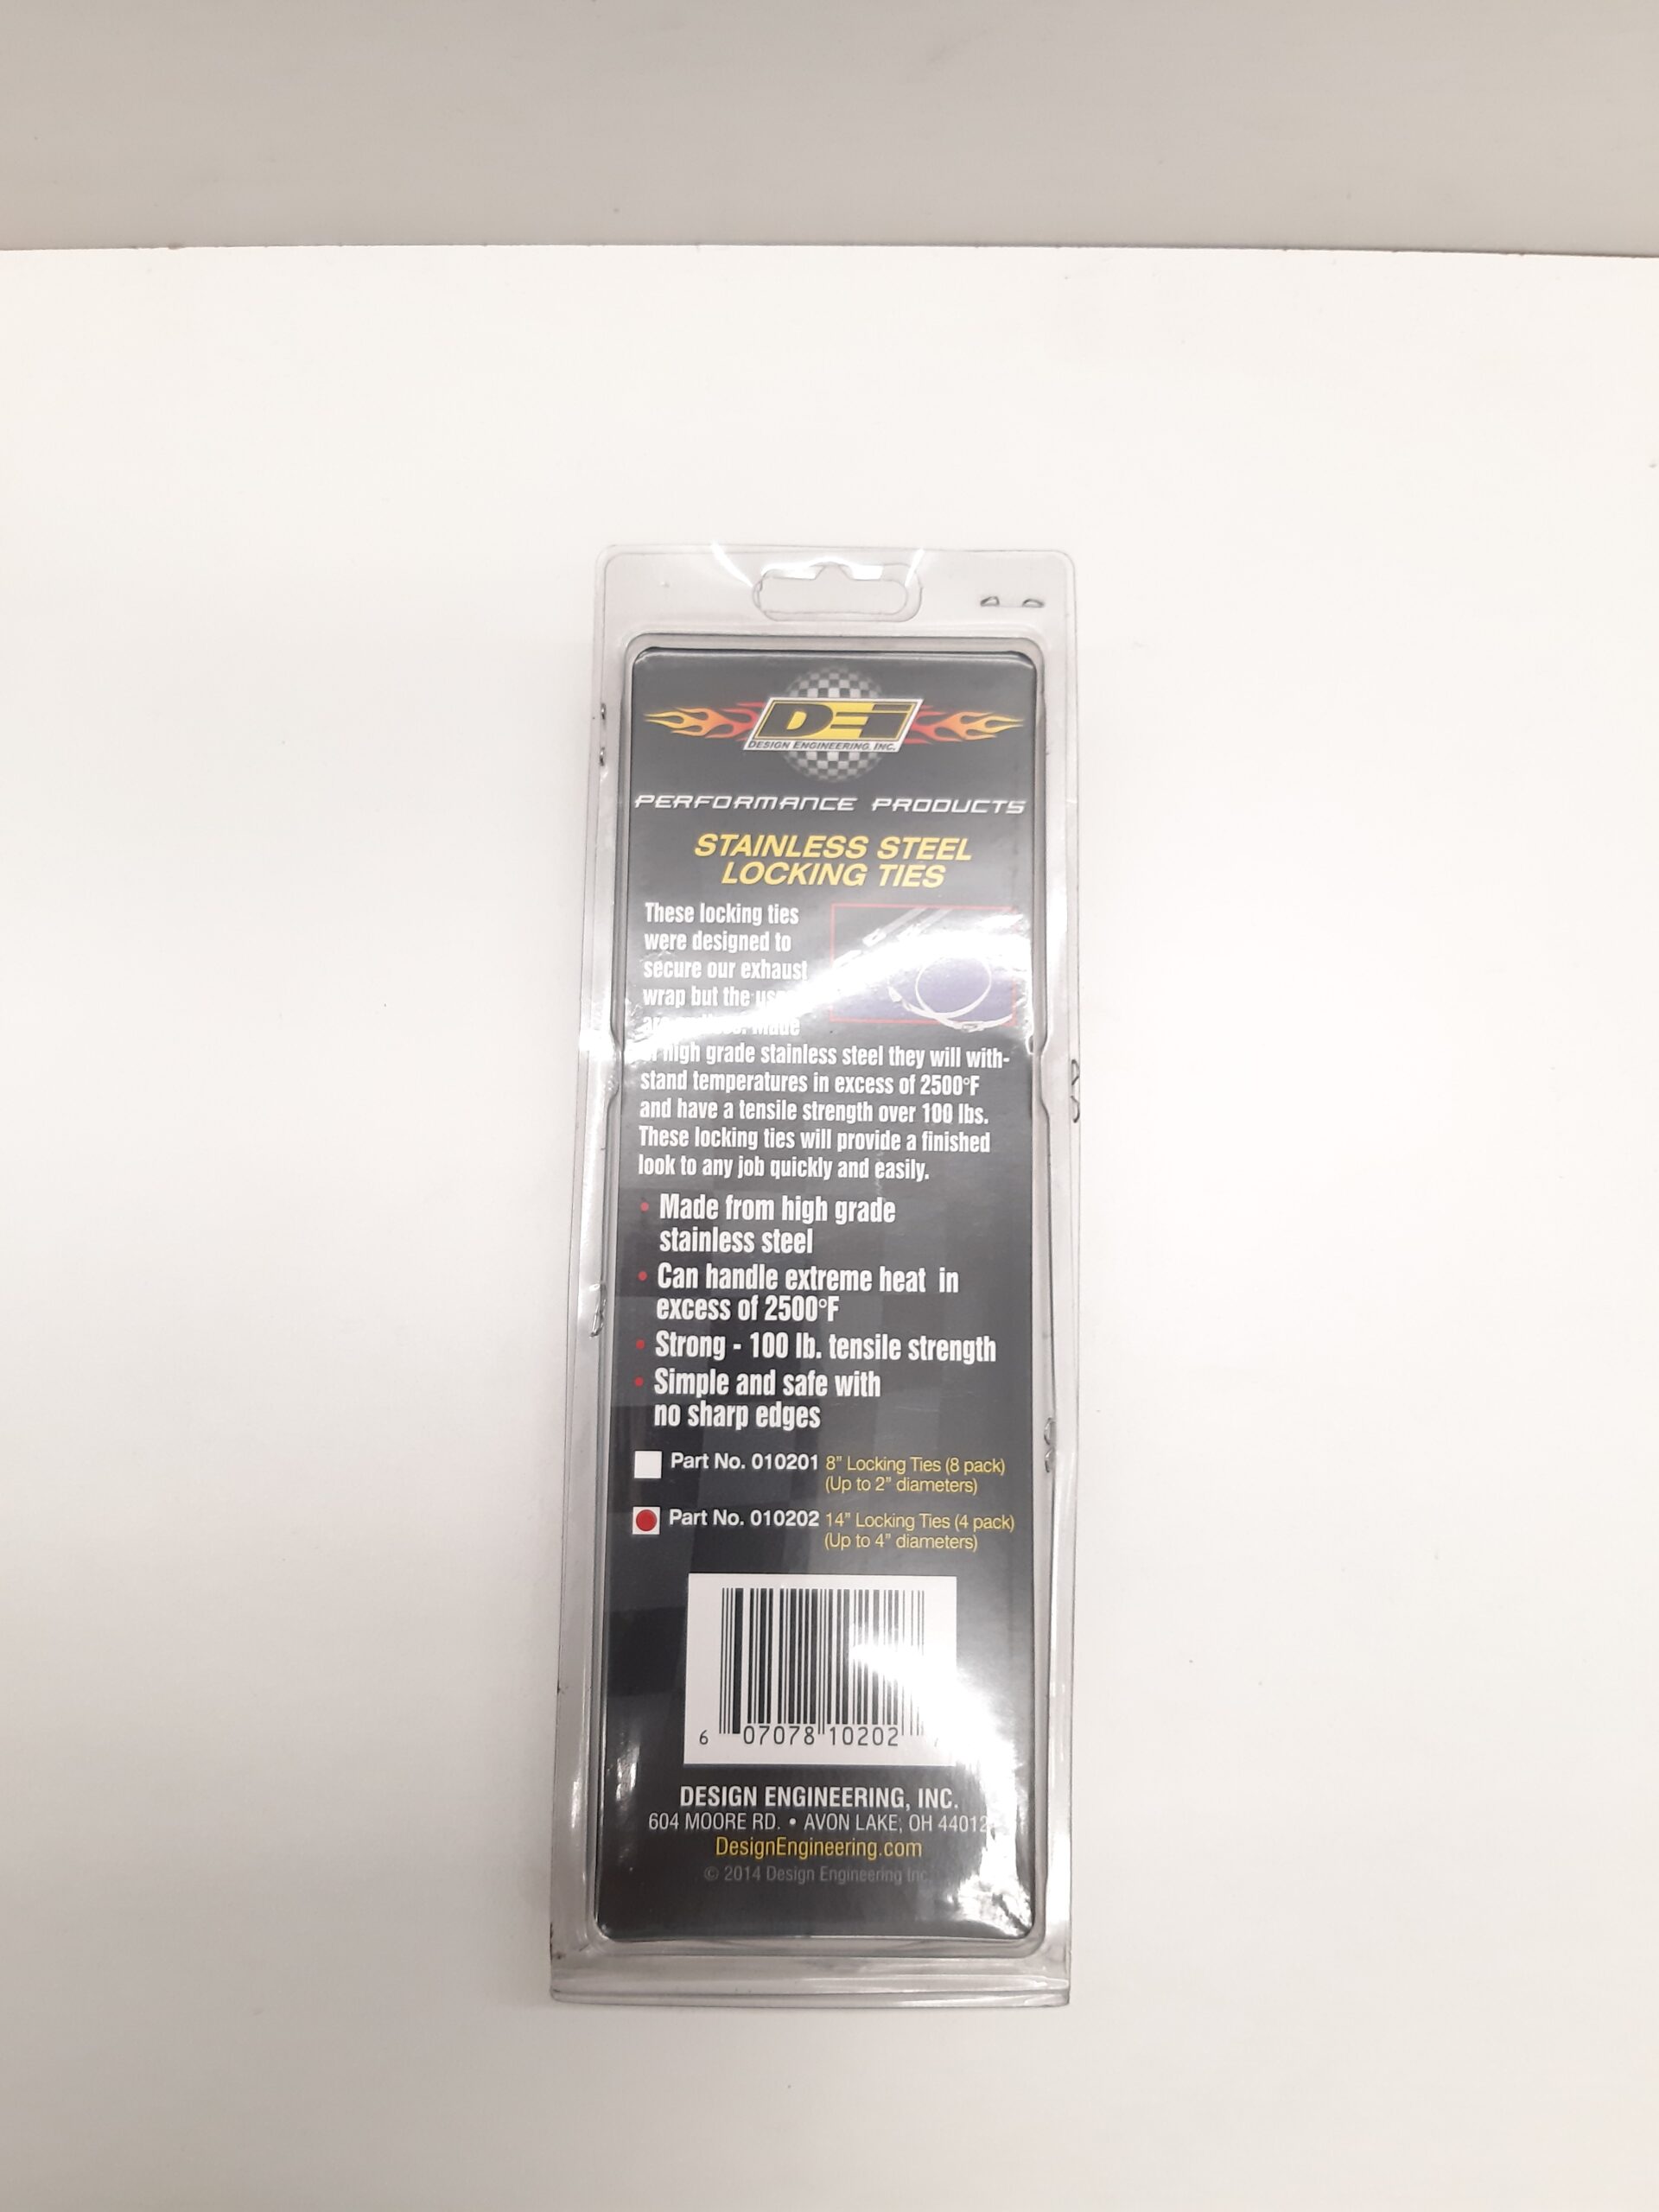 DEi
DESIGN ENGINEERING, INC.
PERFORMANCE PRODUCTS
STAINLESS STEEL
LOCKING TIES
These locking ties
were designed to
secure our exhaust
wrap but the
made
high grade stainless steel they will with-
stand temperatures in excess of 2500°F
and have a tensile strength over 100 lbs.
These locking ties will provide a finished
look to any job quickly and easily.
• Made from high grade
stainless steel
• Can handle extreme heat in
excess of 2500°F
• Strong - 100 lb. tensile strength
• Simple and safe with
no sharp edges
Part No. 010201 8" Locking Ties (8 pack)
(Up to 2" diameters)
Part No. 010202 14" Locking Ties (4 pack)
(Up to 4" diameters)
6 07078 10202
DESIGN ENGINEERING, INC.
604 MOORE RD. • AVON LAKE, OH 44012
DesignEngineering.com
© 2014 Design Engineering Inc